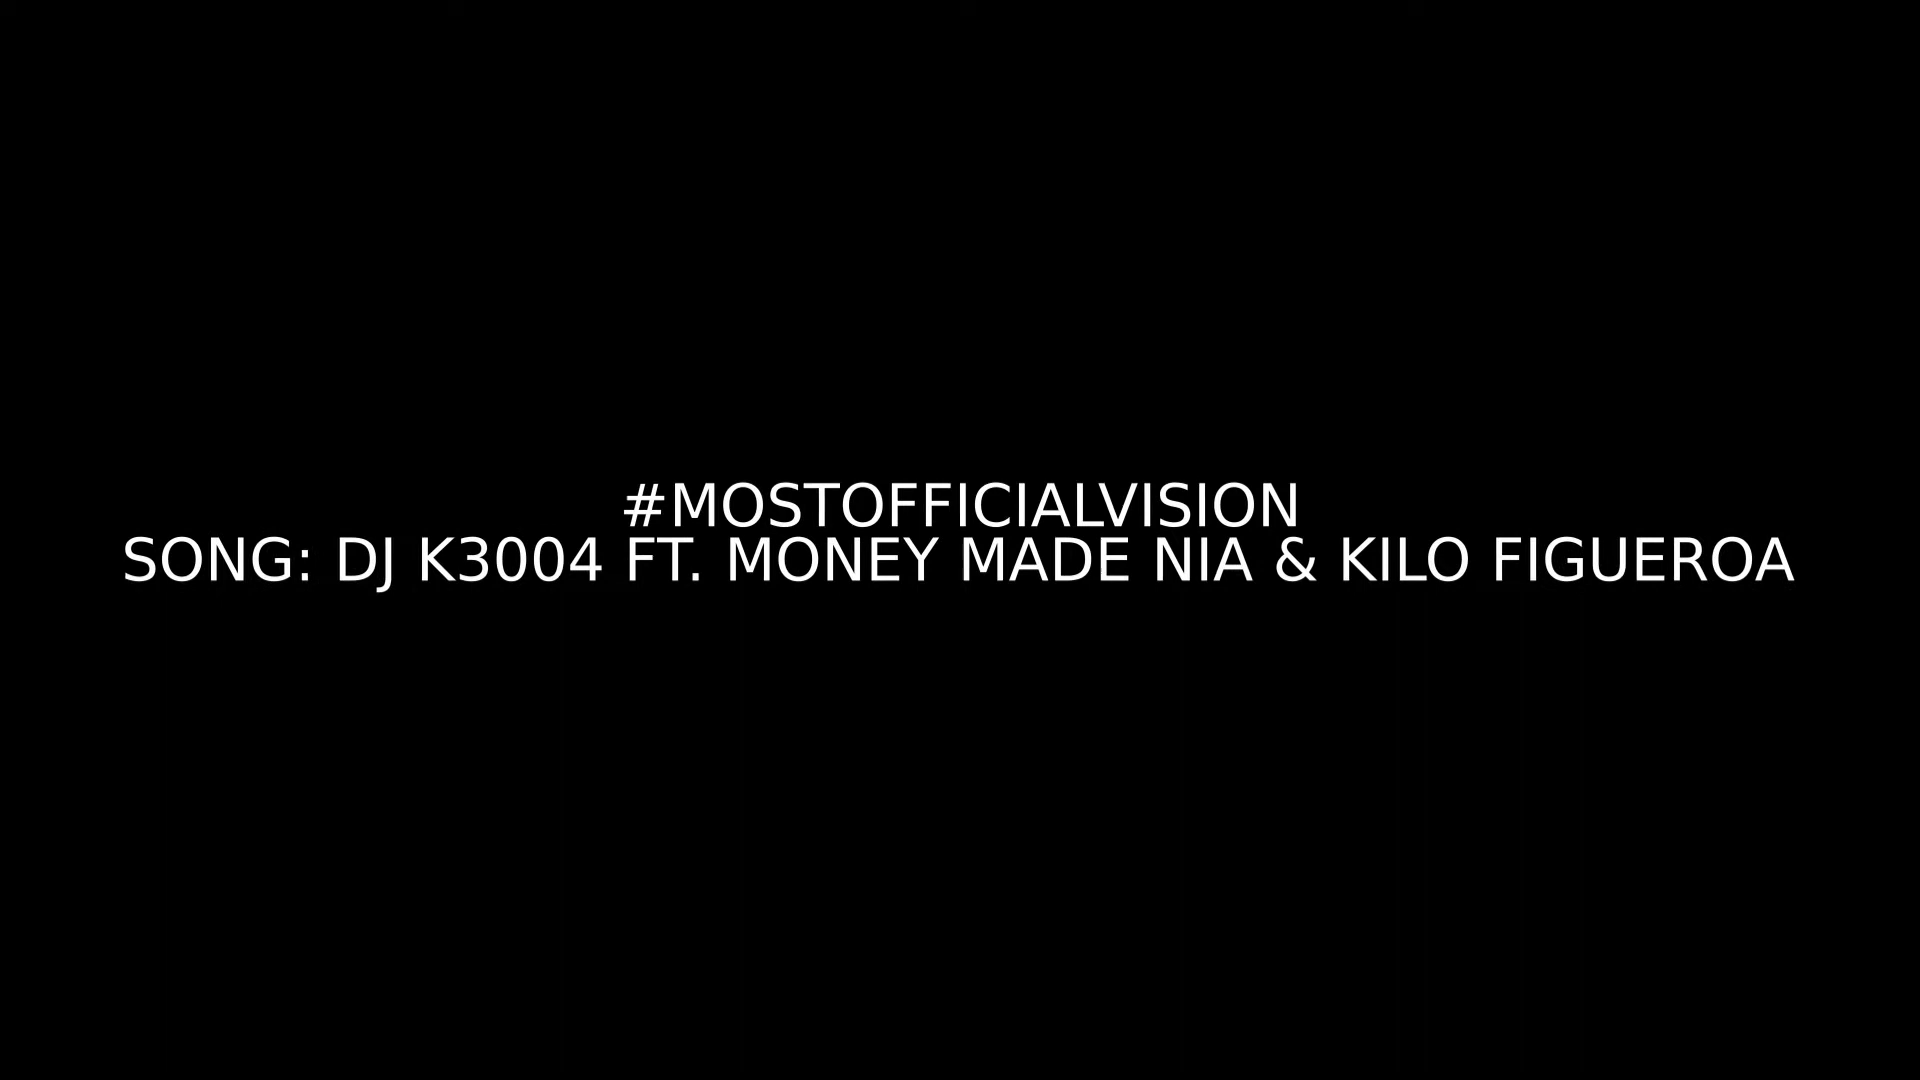 #MOSTOFFICIALVISION
SONG: DJ K3004 FT. MONEY MADE NIA & KILO FIGUEROA